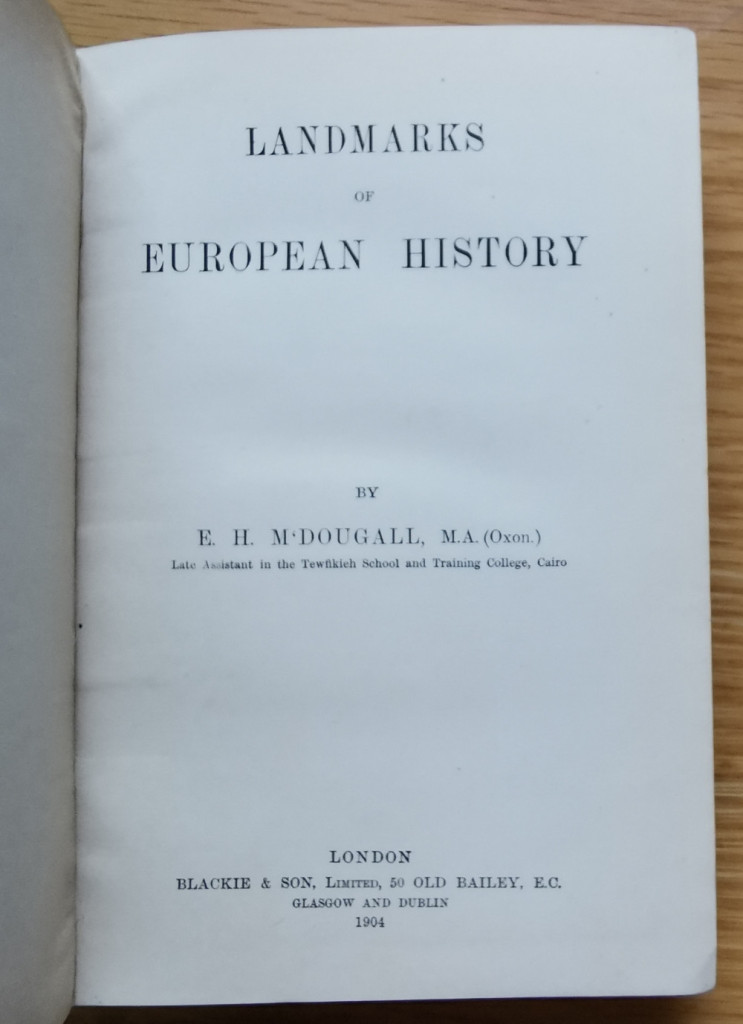 LANDMARKS
OF
EUROPEAN HISTORY
BY
E. H. M‘DOUGALL, M.A. (Oxon.)
Late Assistant in the Tewfikieh School and Training College, Cairo
LONDON
BLACKIE & SON, LIMITED, 50 OLD BAILEY, E.C.
GLASGOW AND DUBLIN
1904